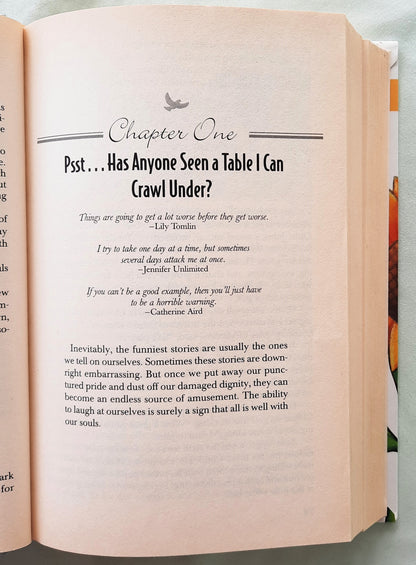 Chapter One
Psst . . . Has Anyone Seen a Table I Can
Crawl Under?
Things are going to get a lot worse before they get worse.
—Lily Tomlin
I try to take one day at a time, but sometimes
several days attack me at once.
—Jennifer Unlimited
If you can't be a good example, then you'll just have
to be a horrible warning.
—Catherine Aird
Inevitably, the funniest stories are usually the ones
we tell on ourselves. Sometimes these stories are down-
right embarrassing. But once we put away our punc-
tured pride and dust off our damaged dignity, they can
become an endless source of amusement. The ability
to laugh at ourselves is surely a sign that all is well with
our souls.